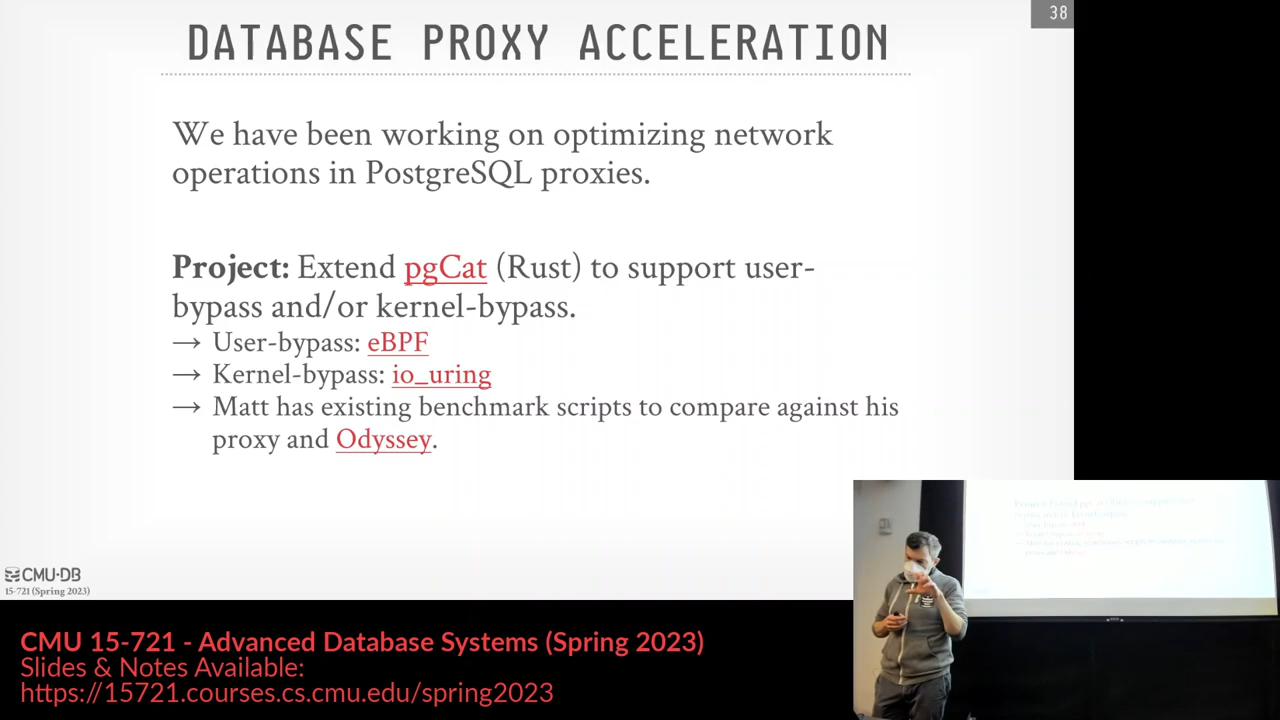 38
DATABASE PROXY ACCELERATION
We have been working on optimizing network
operations in PostgreSQL proxies.
Project: Extend pgCat (Rust) to support user-
bypass and/or kernel-bypass.
→ User-bypass: eBPF
→ Kernel-bypass: io_uring
→ Matt has existing benchmark scripts to compare against his
proxy and Odyssey.
CMU·DB
15-721 (Spring 2023)
CMU 15-721 - Advanced Database Systems (Spring 2023)
Slides & Notes Available:
https://15721.courses.cs.cmu.edu/spring2023